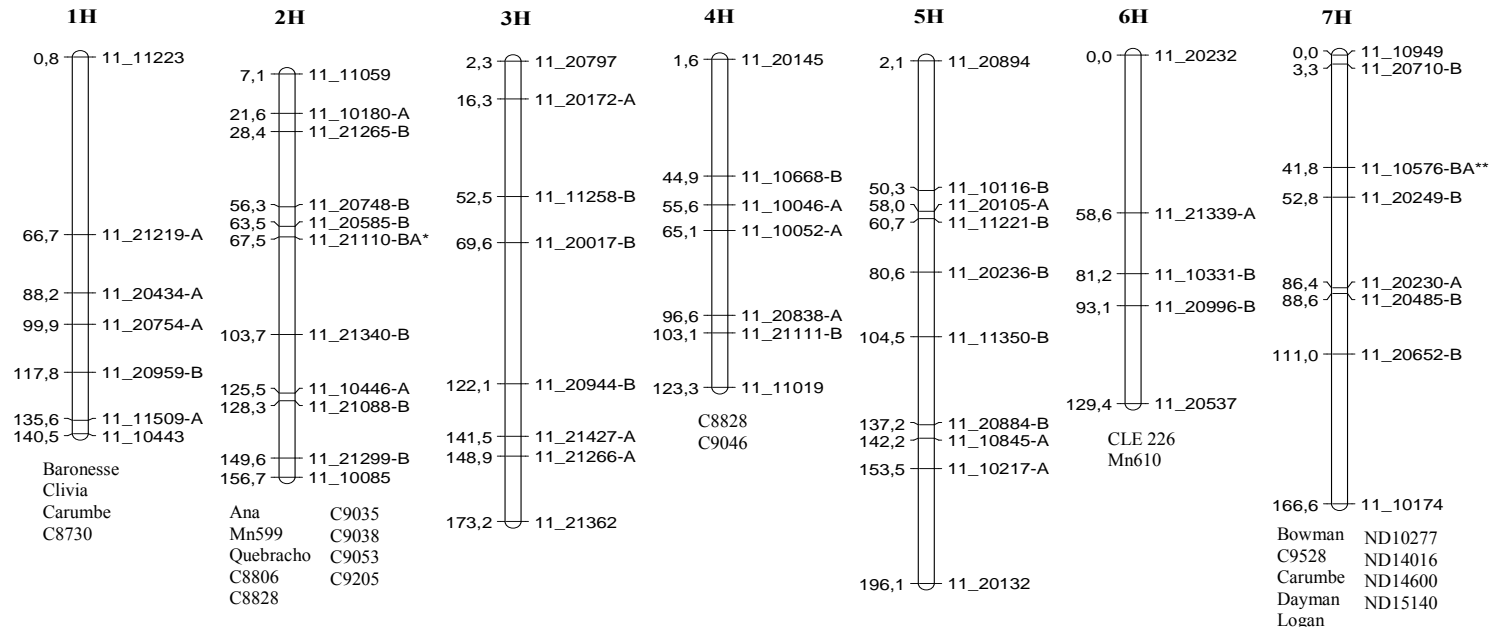 1H
0,8 11_11223
66,7 11_21219-A
88,2 11_20434-A
99,9 11_20754-A
117,8 11_20959-B
135,6 11_11509-A
140,5 11_10443
Baronesse
Clivia
Carumbe
C8730
2H
7,1 11_11059
21,6 11_10180-A
28,4 11_21265-B
56,3 11_20748-B
63,5 11_20585-B
67,5 11_21110-BA*
103,7 11_21340-B
125,5 11_10446-A
128,3 11_21088-B
149,6 11_21299-B
156,7 11_10085
Ana C9035
Mn599 C9038
Quebracho C9053
C8806 C9205
C8828
3H
2,3 11_20797
16,3 11_20172-A
52,5 11_11258-B
69,6 11_20017-B
122,1 11_20944-B
141,5 11_21427-A
148,9 11_21266-A
173,2 11_21362
4H
1,6 11_20145
44,9 11_10668-B
55,6 11_10046-A
65,1 11_10052-A
96,6 11_20838-A
103,1 11_21111-B
123,3 11_11019
C8828
C9046
5H
2,1 11_20894
50,3 11_10116-B
58,0 11_20105-A
60,7 11_11221-B
80,6 11_20236-B
104,5 11_11350-B
137,2 11_20884-B
142,2 11_10845-A
153,5 11_10217-A
196,1 11_20132
6H
0,0 11_20232
58,6 11_21339-A
81,2 11_10331-B
93,1 11_20996-B
129,4 11_20537
CLE 226
Mn610
7H
0,0 11_10949
3,3 11_20710-B
41,8 11_10576-BA**
52,8 11_20249-B
86,4 11_20230-A
88,6 11_20485-B
111,0 11_20652-B
166,6 11_10174
Bowman ND10277
C9528 ND14016
Carumbe ND14600
Dayman ND15140
Logan